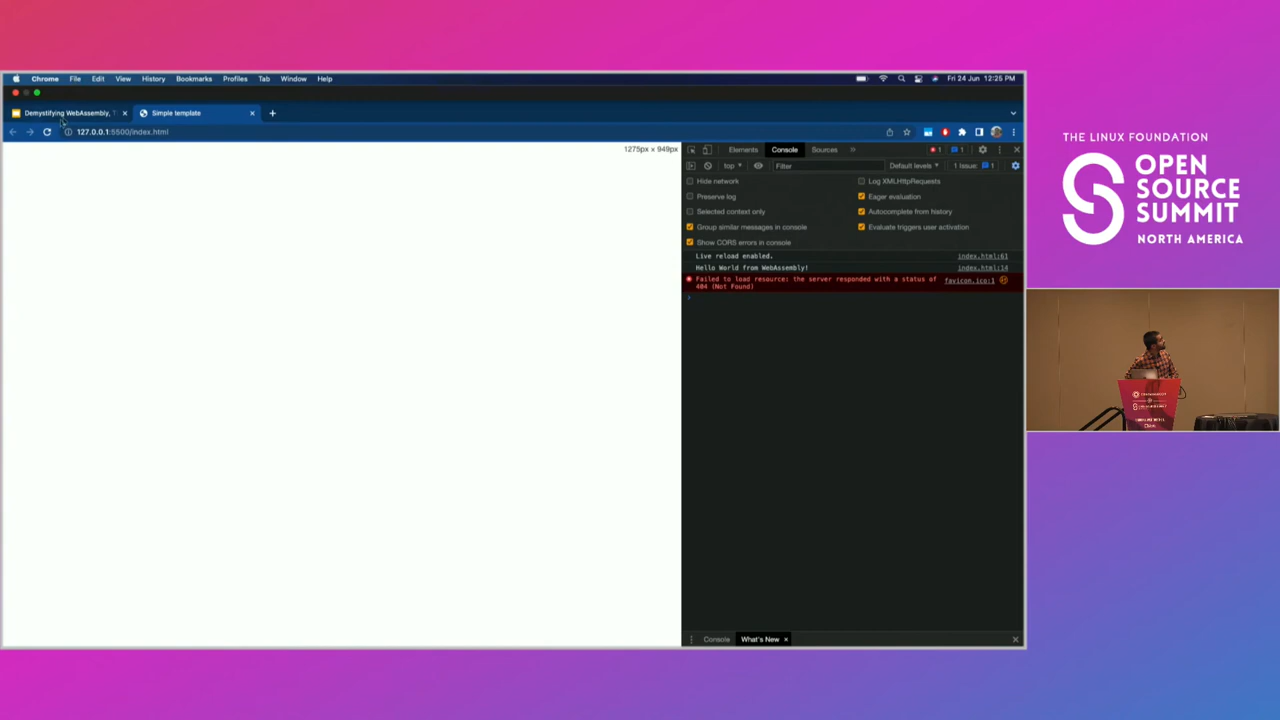 Chrome File Edit View History Bookmarks Profiles Tab Window Help
Fri 24 Jun 12:25 PM
Demystifying WebAssembly,
Simple template
127.0.0.1:5500/index.html
1275px × 949px
Elements Console Sources
1 1
top Filter Default levels 1 Issue: 1
Hide network Log XMLHttpRequests
Preserve log Eager evaluation
Selected context only Autocomplete from history
Group similar messages in console Evaluate triggers user activation
Show CORS errors in console
Live reload enabled. index.html:61
Hello World from WebAssembly! index.html:14
Failed to load resource: the server responded with a status of favicon.ico:1
404 (Not Found)
Console What's New
THE LINUX FOUNDATION
OPEN
SOURCE
SUMMIT
NORTH AMERICA